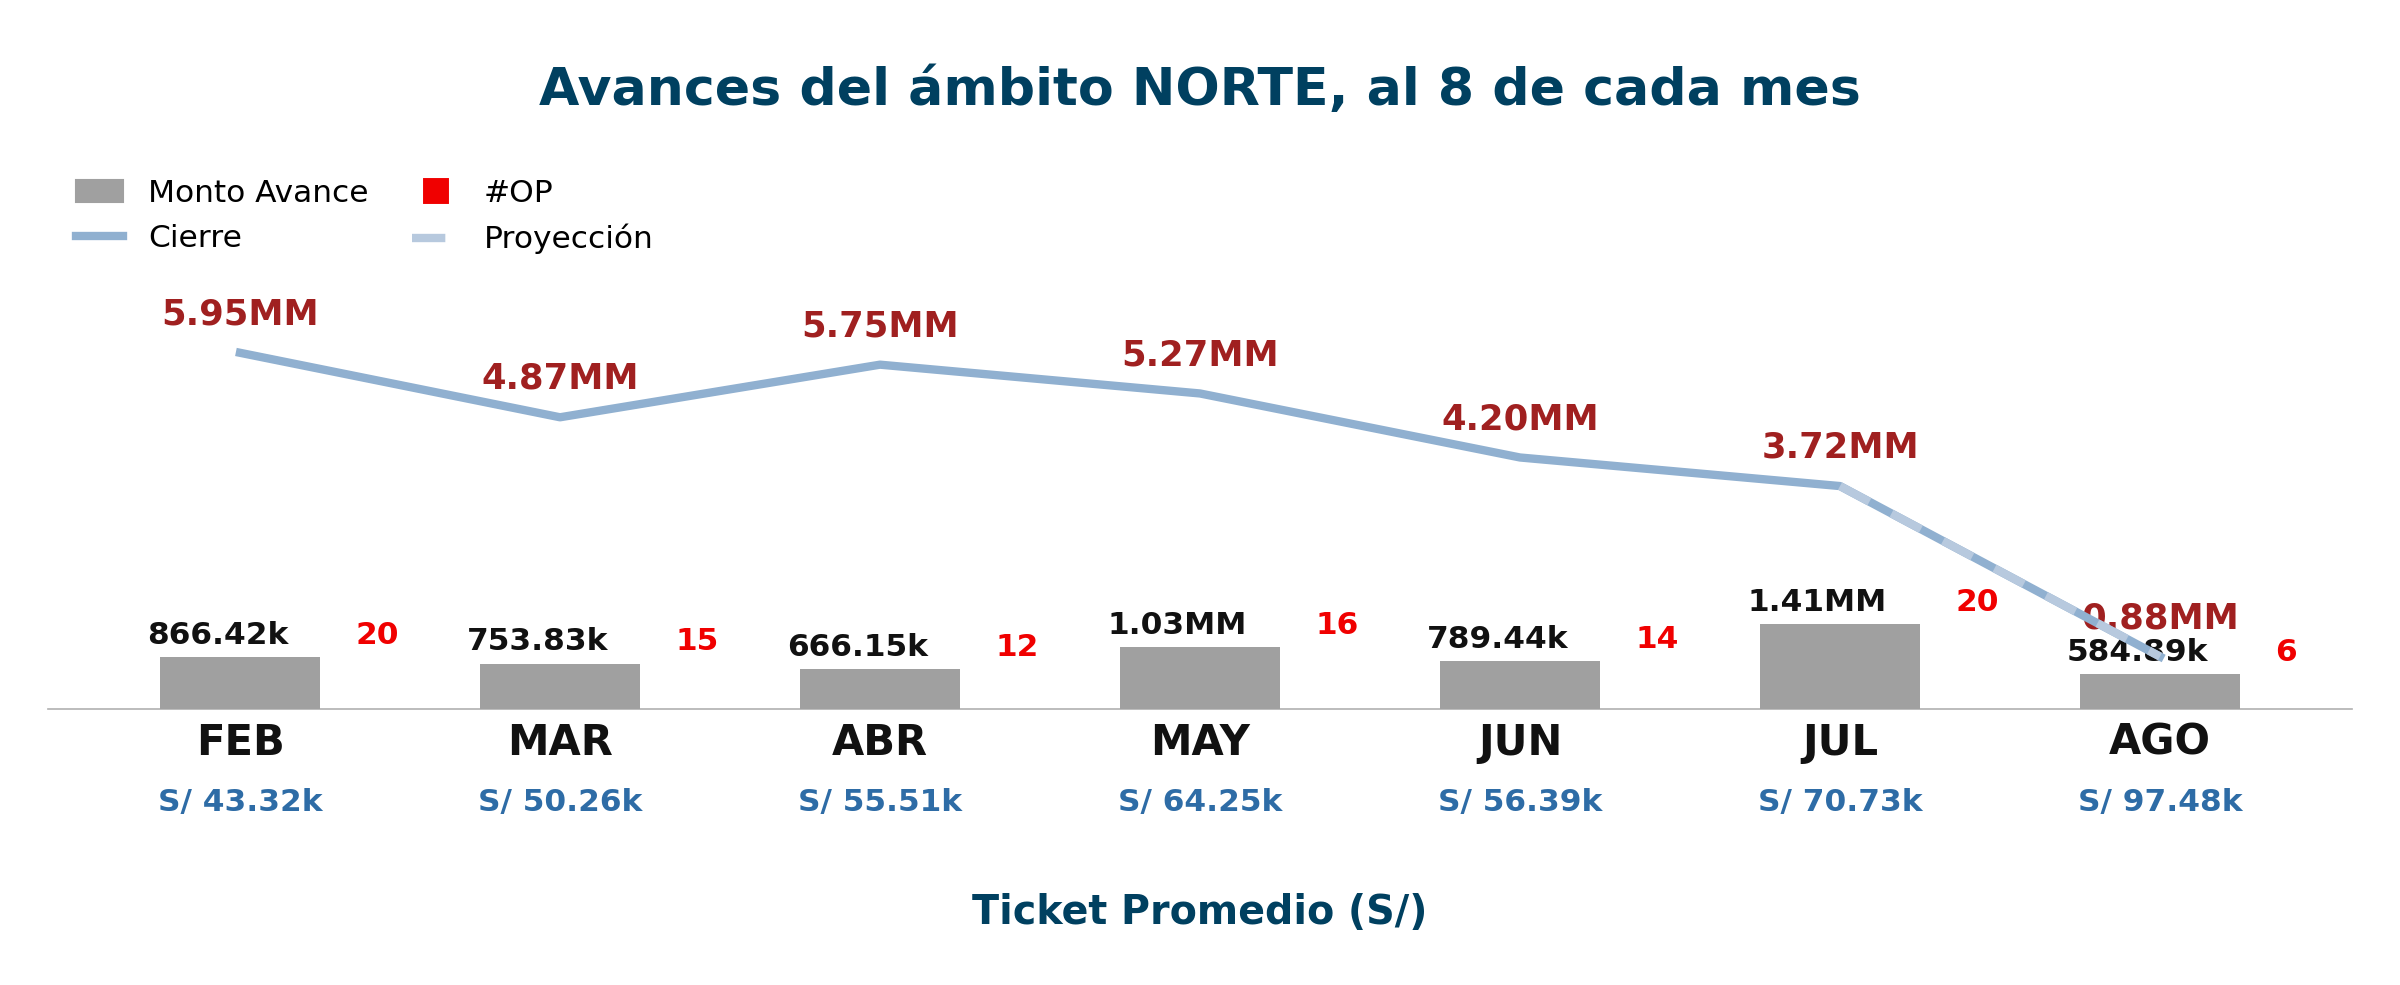 Avances del ámbito NORTE, al 8 de cada mes
Monto Avance #OP
Cierre Proyección
5.95MM 4.87MM 5.75MM 5.27MM 4.20MM 3.72MM 0.88MM
866.42k 20 753.83k 15 666.15k 12 1.03MM 16 789.44k 14 1.41MM 20 584.89k 6
FEB MAR ABR MAY JUN JUL AGO
S/ 43.32k S/ 50.26k S/ 55.51k S/ 64.25k S/ 56.39k S/ 70.73k S/ 97.48k
Ticket Promedio (S/)